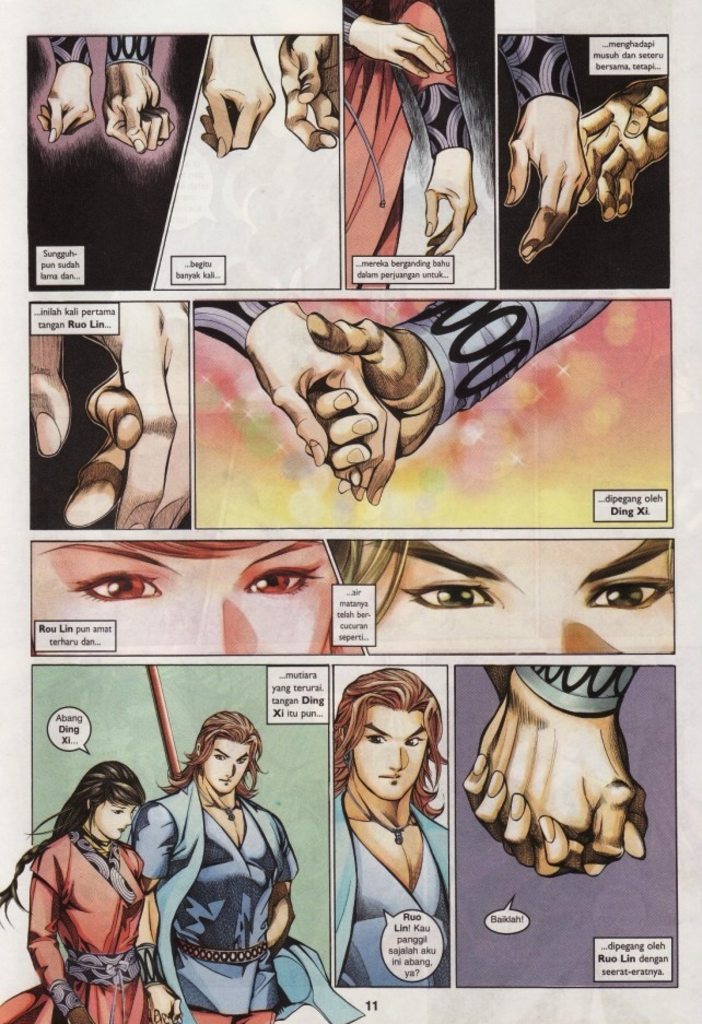 Sungguh-
pun sudah
lama dan...
...begitu
banyak kali...
...mereka berganding bahu
dalam perjuangan untuk...
...menghadapi
musuh dan seteru
bersama, tetapi...
...inilah kali pertama
tangan Ruo Lin...
...dipegang oleh
Ding Xi.
Rou Lin pun amat
terharu dan...
...air
matanya
telah ber-
cucuran
seperti...
Abang
Ding
Xi...
...mutiara
yang terurai.
tangan Ding
Xi itu pun...
Ruo
Lin! Kau
panggil
sajalah aku
ini abang,
ya?
Baiklah!
...dipegang oleh
Ruo Lin dengan
seerat-eratnya.
11